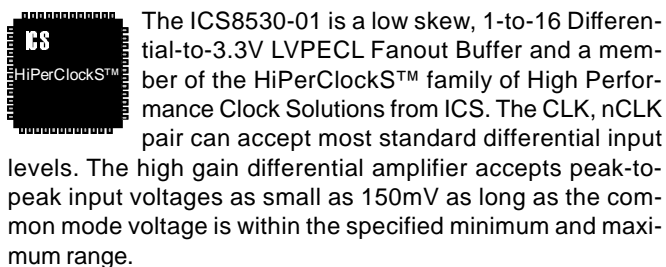 ICS
HiPerClockS™
The ICS8530-01 is a low skew, 1-to-16 Differen-
tial-to-3.3V LVPECL Fanout Buffer and a mem-
ber of the HiPerClockS™ family of High Perfor-
mance Clock Solutions from ICS. The CLK, nCLK
pair can accept most standard differential input
levels. The high gain differential amplifier accepts peak-to-
peak input voltages as small as 150mV as long as the com-
mon mode voltage is within the specified minimum and maxi-
mum range.